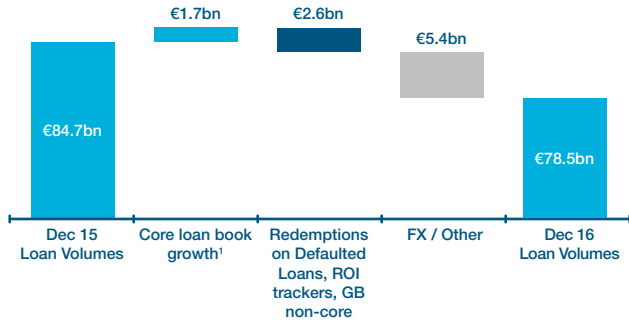 €1.7bn
€2.6bn
€5.4bn
€84.7bn
€78.5bn
Dec 15
Loan Volumes
Core loan book
growth¹
Redemptions
on Defaulted
Loans, ROI
trackers, GB
non-core
FX / Other
Dec 16
Loan Volumes